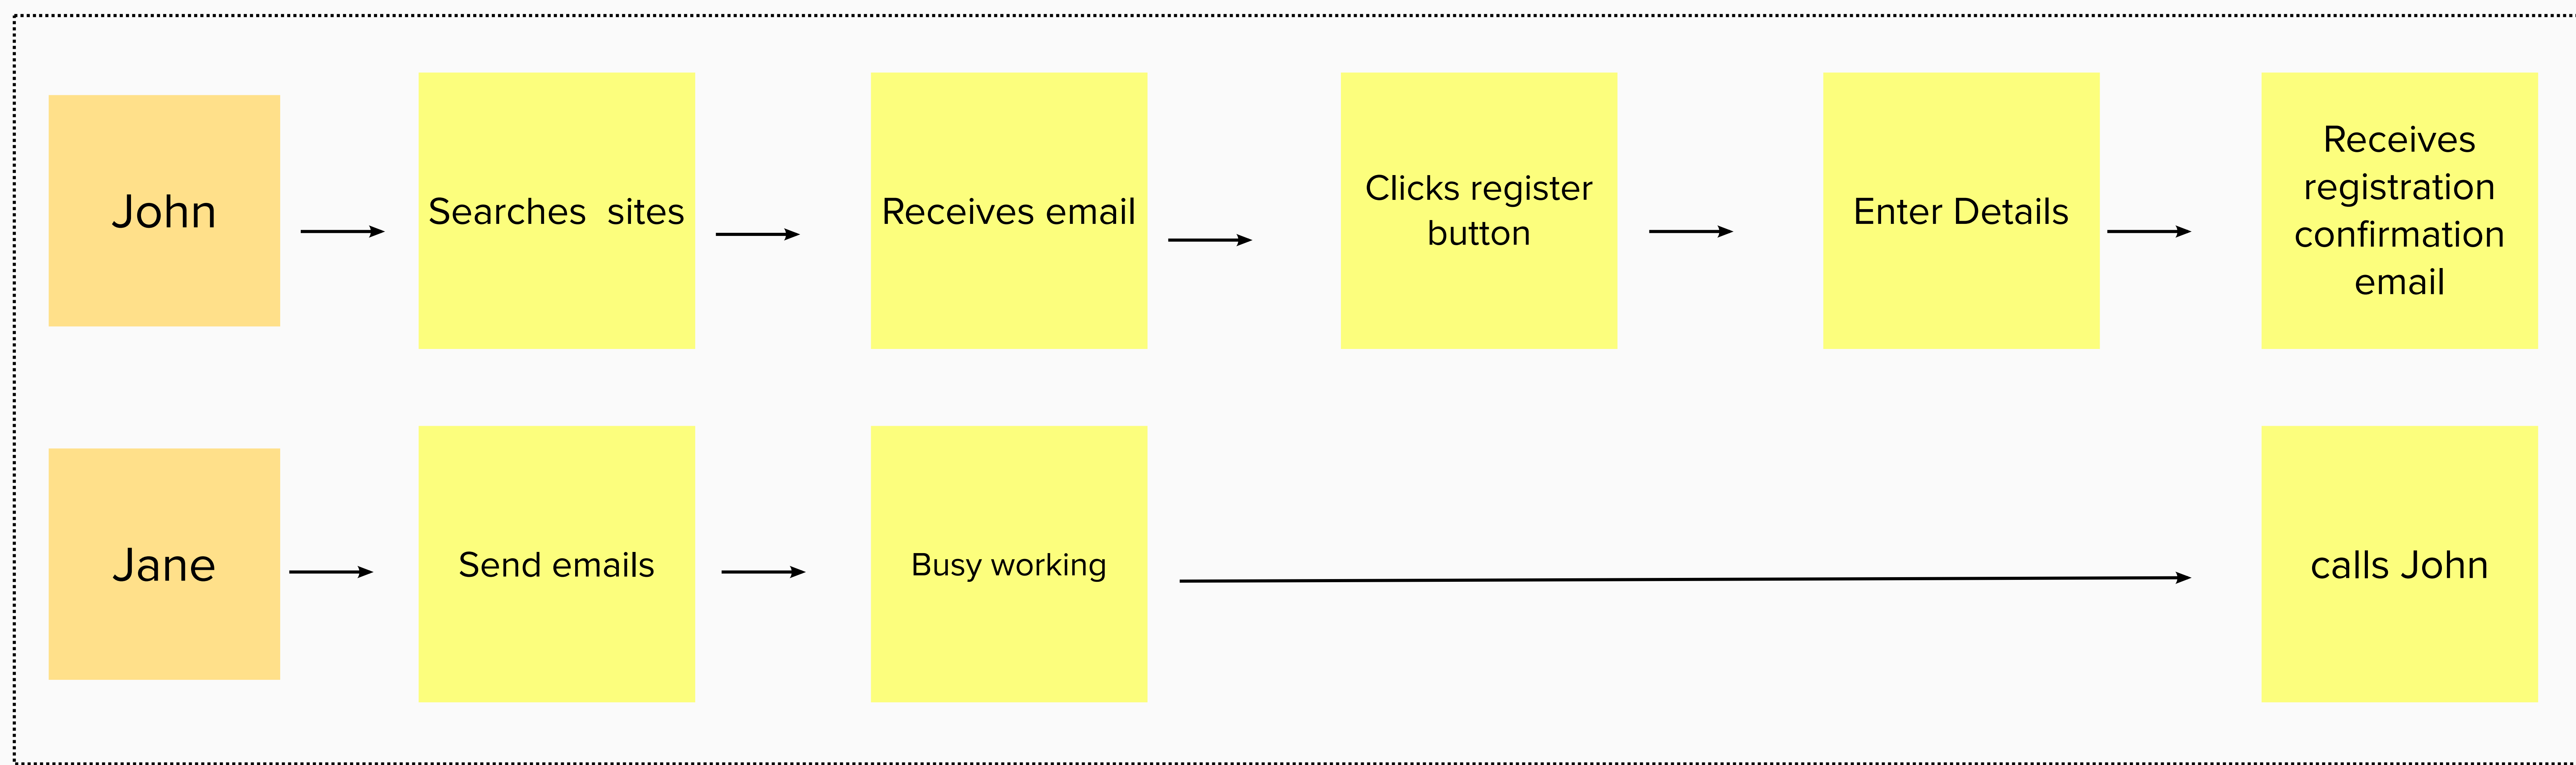 John
Searches  sites
Receives email
Clicks register
button
Enter Details
Receives
registration
confirmation
email
Jane
Send emails
Busy working
calls John